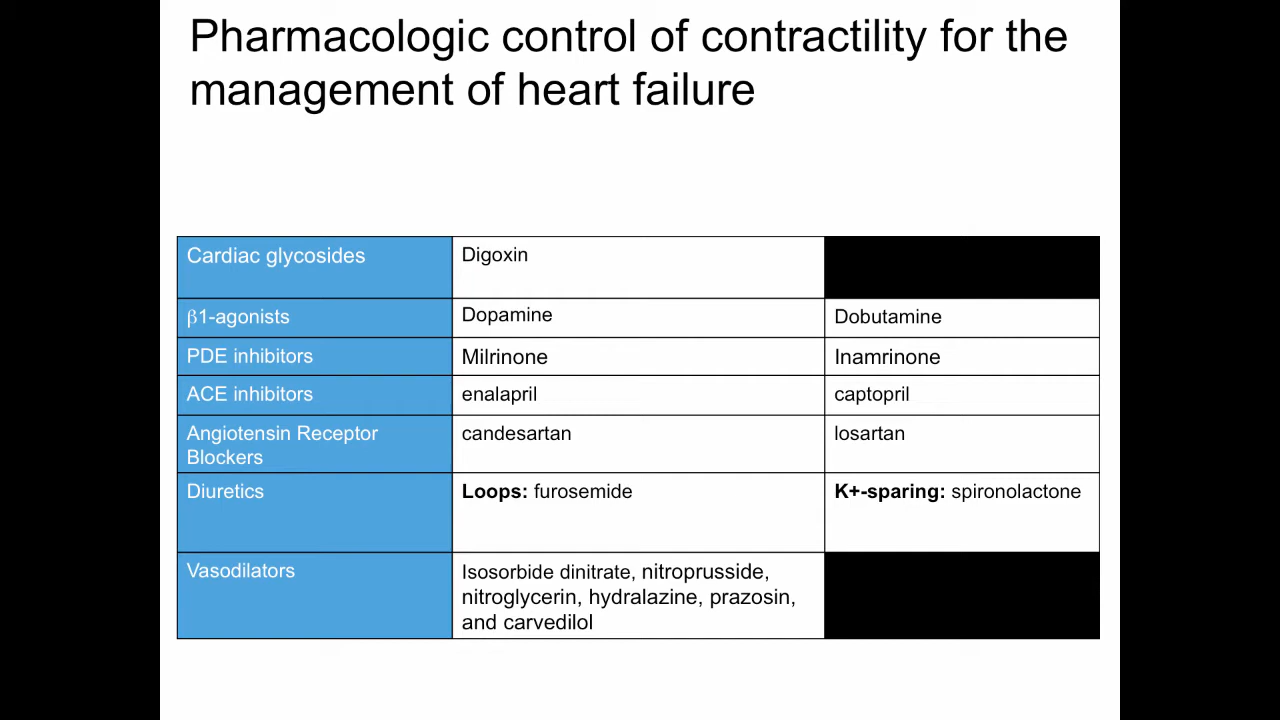 Pharmacologic control of contractility for the
management of heart failure
Cardiac glycosides
Digoxin
β1-agonists
Dopamine
Dobutamine
PDE inhibitors
Milrinone
Inamrinone
ACE inhibitors
enalapril
captopril
Angiotensin Receptor
Blockers
candesartan
losartan
Diuretics
Loops: furosemide
K+-sparing: spironolactone
Vasodilators
Isosorbide dinitrate, nitroprusside,
nitroglycerin, hydralazine, prazosin,
and carvedilol